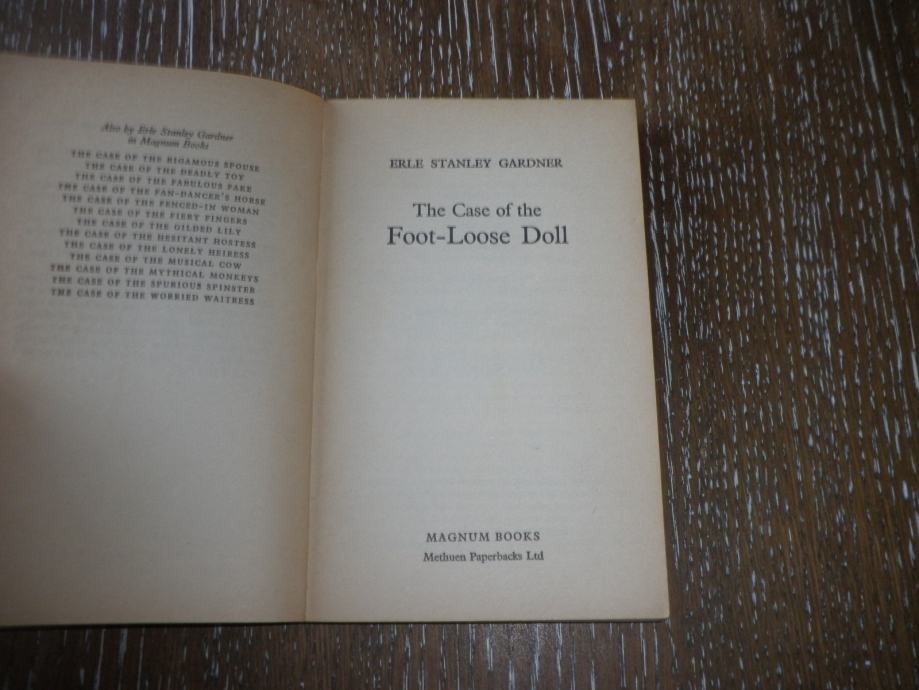 Also by Erle Stanley Gardner
in Magnum Books
THE CASE OF THE BIGAMOUS SPOUSE
THE CASE OF THE DEADLY TOY
THE CASE OF THE FABULOUS FAKE
THE CASE OF THE FAN-DANCER'S HORSE
THE CASE OF THE FENCED-IN WOMAN
THE CASE OF THE FIERY FINGERS
THE CASE OF THE GILDED LILY
THE CASE OF THE HESITANT HOSTESS
THE CASE OF THE LONELY HEIRESS
THE CASE OF THE MUSICAL COW
THE CASE OF THE MYTHICAL MONKEYS
THE CASE OF THE SPURIOUS SPINSTER
THE CASE OF THE WORRIED WAITRESS
ERLE STANLEY GARDNER
The Case of the
Foot-Loose Doll
MAGNUM BOOKS
Methuen Paperbacks Ltd